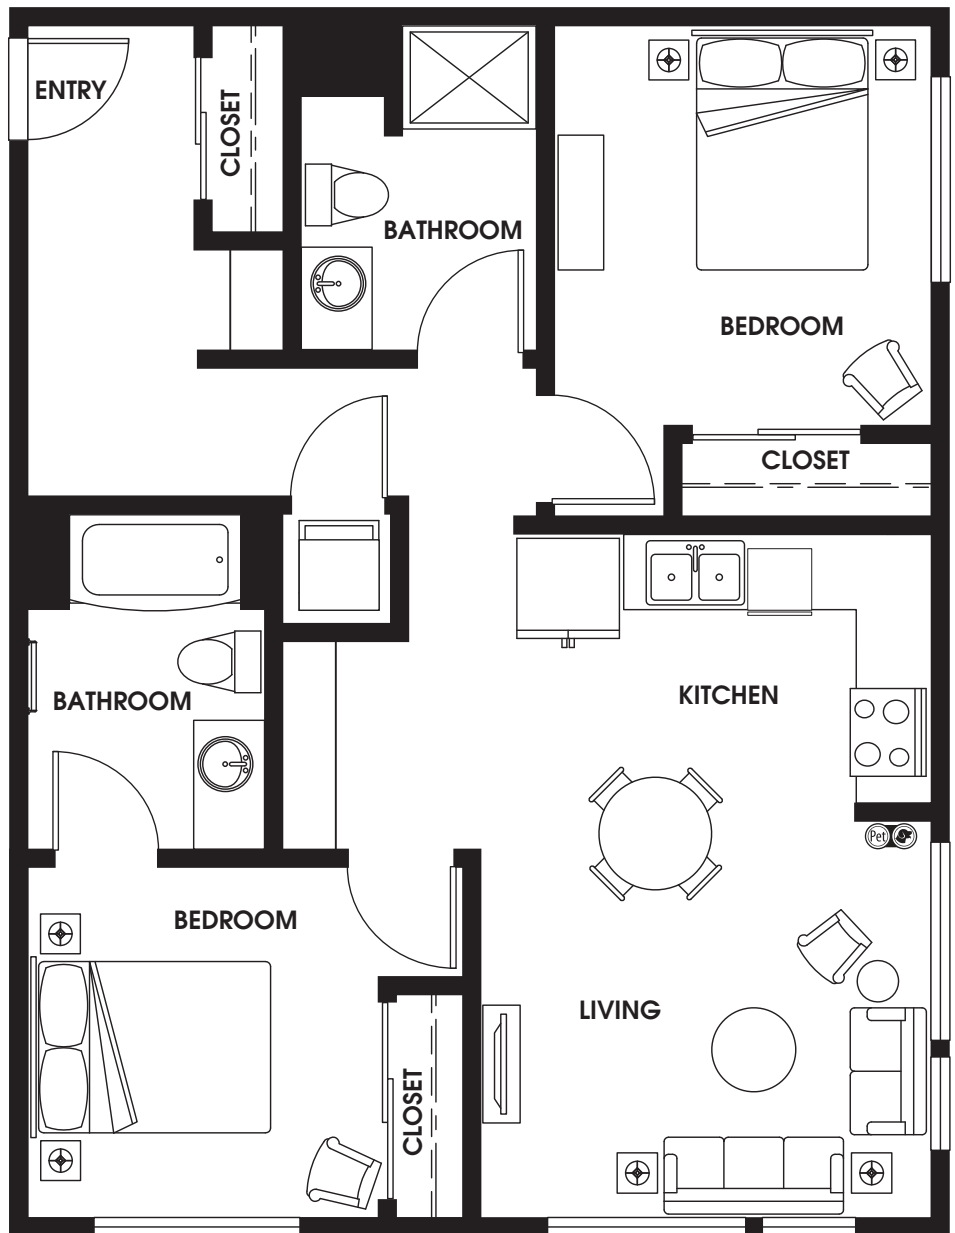 ENTRY
CLOSET
BATHROOM
BEDROOM
CLOSET
KITCHEN
BATHROOM
Pet
BEDROOM
LIVING
CLOSET